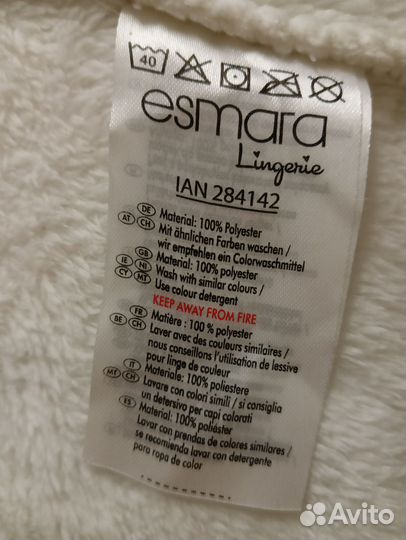 40
esmara
Lingerie
IAN 284142
DE Material: 100% Polyester
AT CH Mit ähnlichen Farben waschen /
wir empfehlen ein Colorwaschmittel
GB Material: 100% Polyester
IE NI Wash with similar colours /
CY MT Use colour detergent
KEEP AWAY FROM FIRE
FR Matière : 100 % polyester
BE CH Laver avec des couleurs similaires /
nous conseillons l'utilisation de lessive
pour linge de couleur
IT Materiale: 100% poliestere
MT CH Lavare con colori simili / si consiglia
un detersivo per capi colorati
ES Material: 100% poliéster
Lavar con prendas de colores similares /
se recomienda lavar con detergente
para ropa de color
Avito